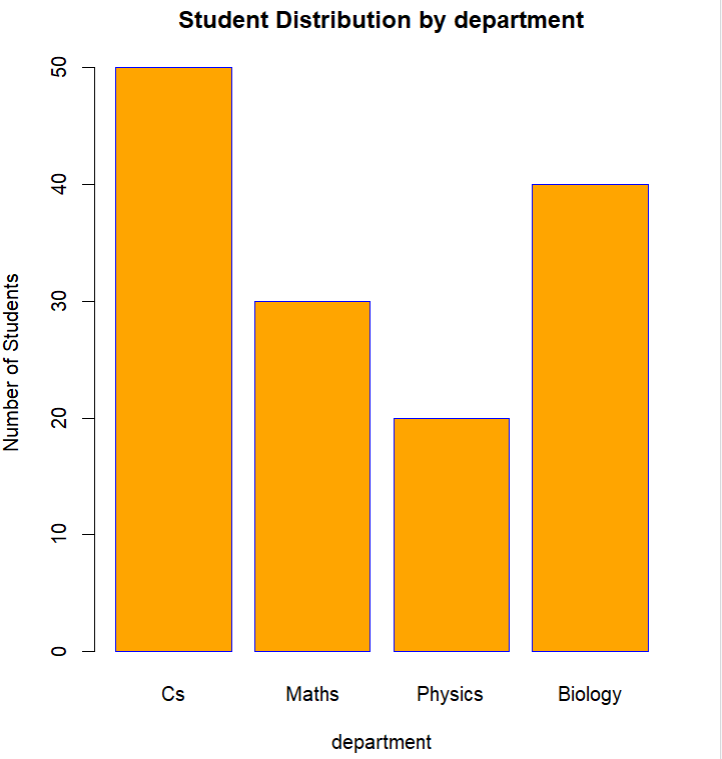 Student Distribution by department
50
40
30
20
10
0
Number of Students
Cs Maths Physics Biology
department